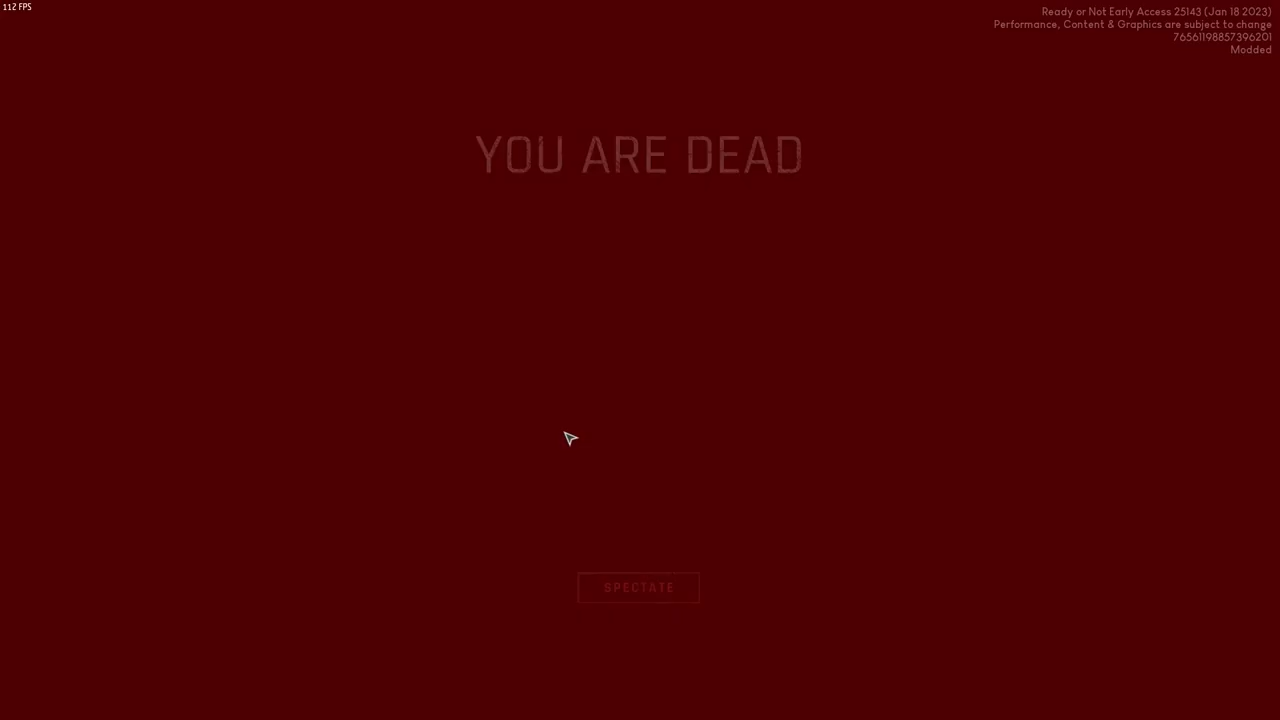 112 FPS
Ready or Not Early Access 25143 (Jan 18 2023)
Performance, Content & Graphics are subject to change
76561198857396201
Modded
YOU ARE DEAD
SPECTATE